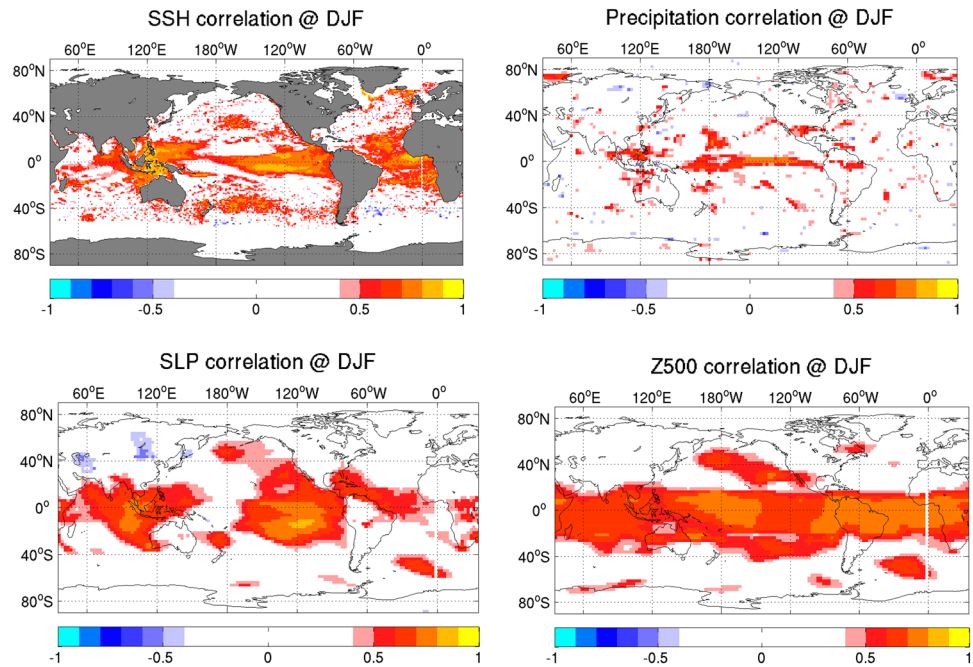 SSH correlation @ DJF
60°E 120°E 180°W 120°W 60°W 0°
80°N
40°N
0°
40°S
80°S
-1 -0.5 0 0.5 1
Precipitation correlation @ DJF
60°E 120°E 180°W 120°W 60°W 0°
80°N
40°N
0°
40°S
80°S
-1 -0.5 0 0.5 1
SLP correlation @ DJF
60°E 120°E 180°W 120°W 60°W 0°
80°N
40°N
0°
40°S
80°S
-1 -0.5 0 0.5 1
Z500 correlation @ DJF
60°E 120°E 180°W 120°W 60°W 0°
80°N
40°N
0°
40°S
80°S
-1 -0.5 0 0.5 1